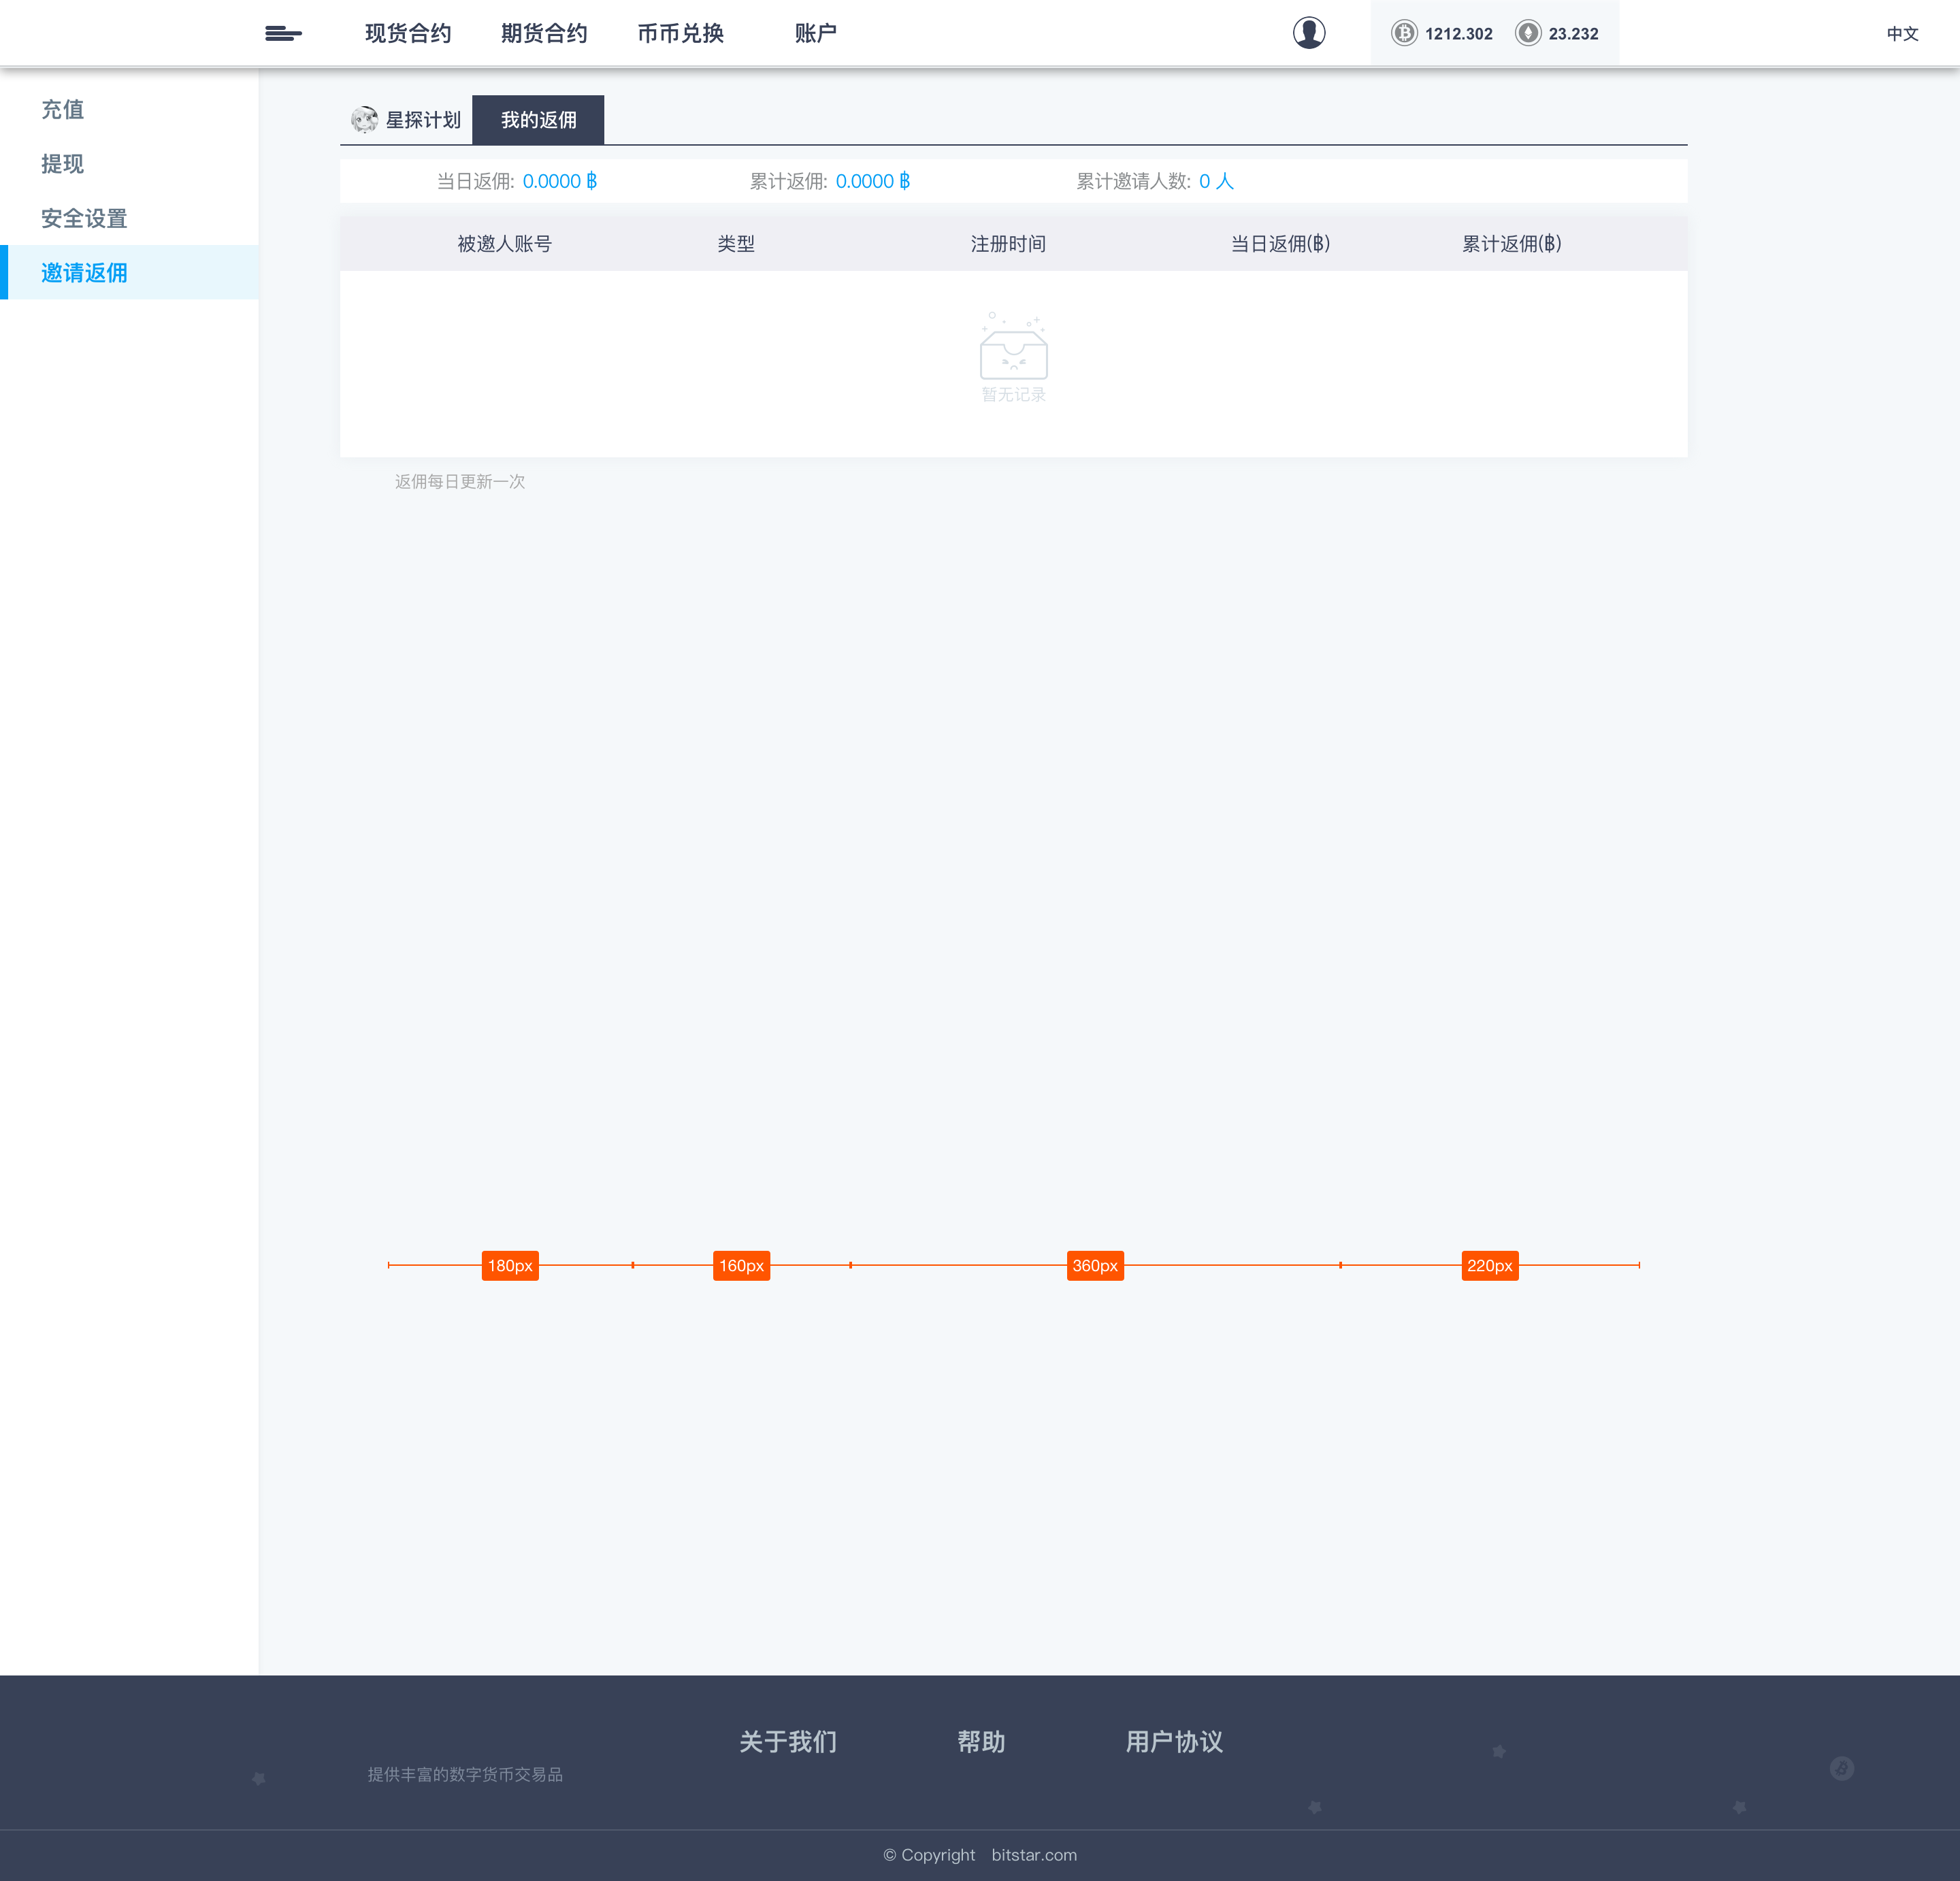 现货合约 期货合约 币币兑换 账户 1212.302 23.232 中文
充值
提现
安全设置
邀请返佣
星探计划 我的返佣
当日返佣: 0.0000 ฿ 累计返佣: 0.0000 ฿ 累计邀请人数: 0 人
被邀人账号 类型 注册时间 当日返佣(฿) 累计返佣(฿)
暂无记录
返佣每日更新一次
180px 160px 360px 220px
关于我们 帮助 用户协议
提供丰富的数字货币交易品
© Copyright bitstar.com